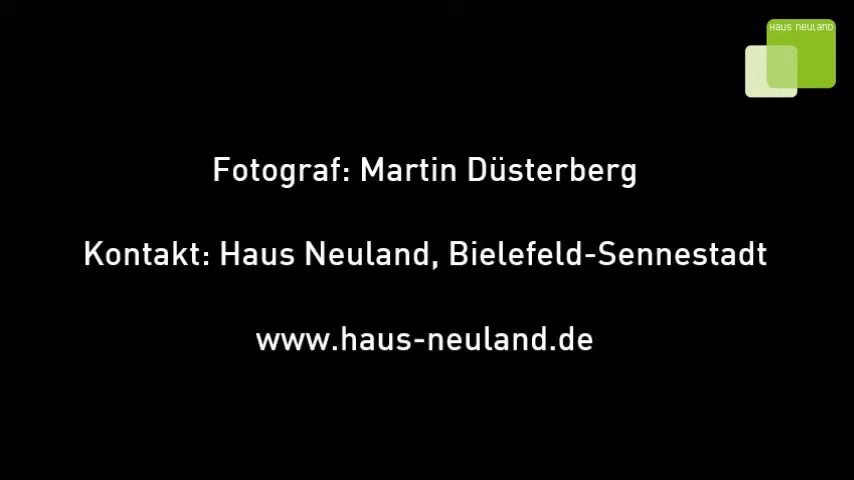 Haus neuland
Fotograf: Martin Düsterberg
Kontakt: Haus Neuland, Bielefeld-Sennestadt
www.haus-neuland.de